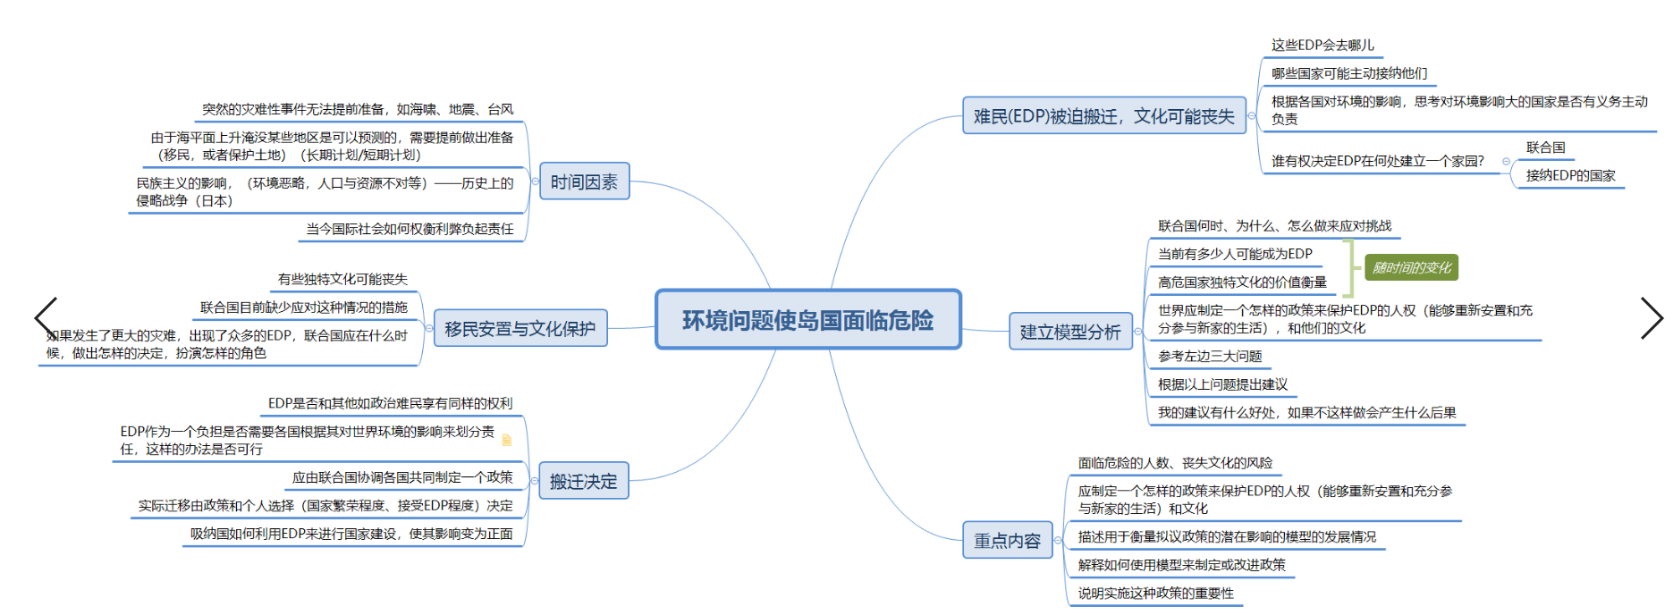 环境问题使岛国面临危险
难民(EDP)被迫搬迁，文化可能丧失
这些EDP会去哪儿
哪些国家可能主动接纳他们
根据各国对环境的影响，思考对环境影响大的国家是否有义务主动
负责
谁有权决定EDP在何处建立一个家园？
联合国
接纳EDP的国家
建立模型分析
联合国何时、为什么、怎么做来应对挑战
当前有多少人可能成为EDP
高危国家独特文化的价值衡量
随时间的变化
世界应制定一个怎样的政策来保护EDP的人权（能够重新安置和充
分参与新家的生活），和他们的文化
参考左边三大问题
根据以上问题提出建议
我的建议有什么好处，如果不这样做会产生什么后果
重点内容
面临危险的人数、丧失文化的风险
应制定一个怎样的政策来保护EDP的人权（能够重新安置和充分参
与新家的生活）和文化
描述用于衡量拟议政策的潜在影响的模型的发展情况
解释如何使用模型来制定或改进政策
说明实施这种政策的重要性
时间因素
突然的灾难性事件无法提前准备，如海啸、地震、台风
由于海平面上升淹没某些地区是可以预测的，需要提前做出准备
（移民，或者保护土地）（长期计划/短期计划）
民族主义的影响，（环境恶略，人口与资源不对等）——历史上的
侵略战争（日本）
当今国际社会如何权衡利弊负起责任
移民安置与文化保护
有些独特文化可能丧失
联合国目前缺少应对这种情况的措施
如果发生了更大的灾难，出现了众多的EDP，联合国应在什么时
候，做出怎样的决定，扮演怎样的角色
搬迁决定
EDP是否和其他如政治难民享有同样的权利
EDP作为一个负担是否需要各国根据其对世界环境的影响来划分责
任，这样的办法是否可行
应由联合国协调各国共同制定一个政策
实际迁移由政策和个人选择（国家繁荣程度、接受EDP程度）决定
吸纳国如何利用EDP来进行国家建设，使其影响变为正面